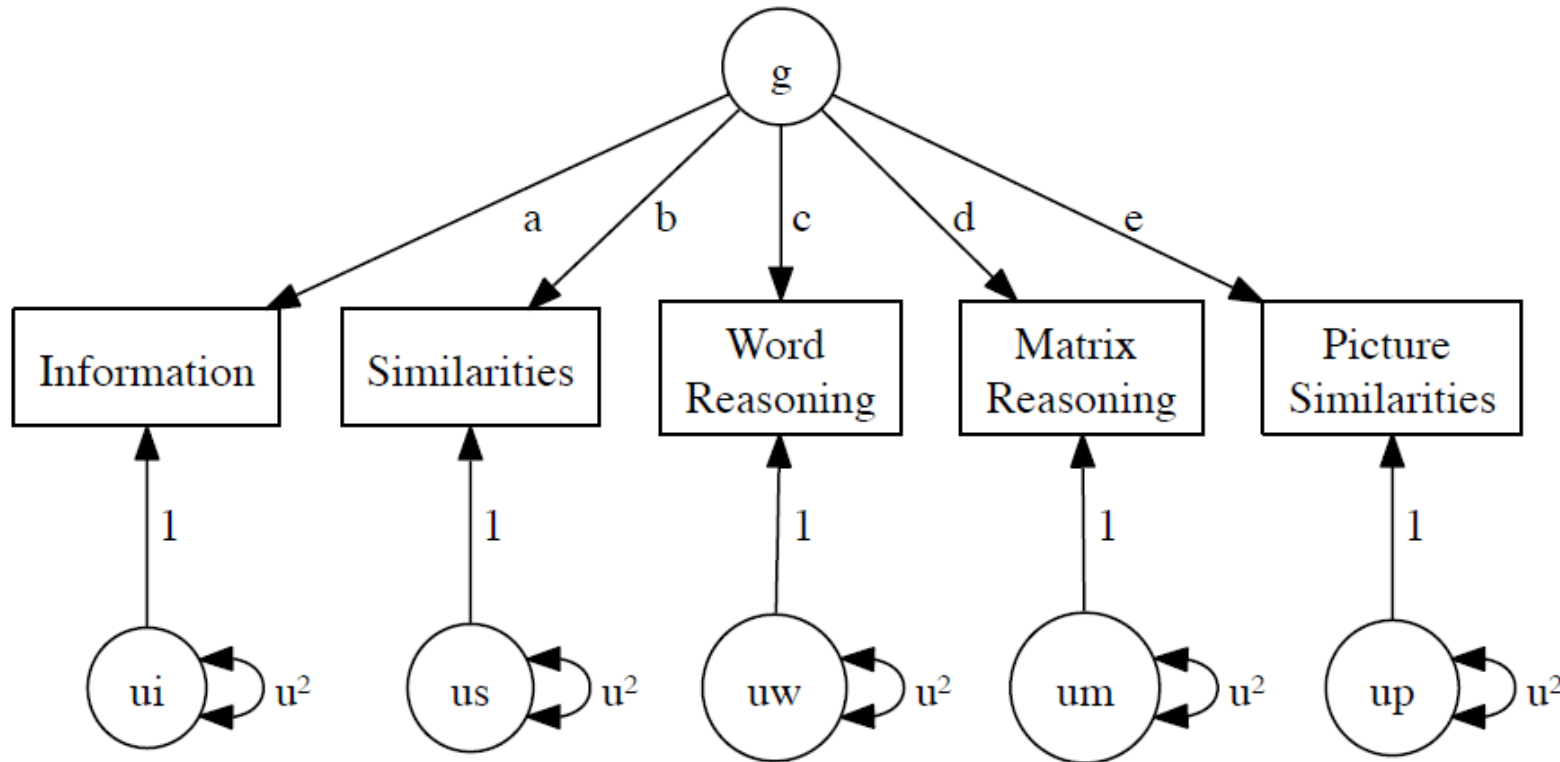 g
a b c d e
Information
Similarities
Word
Reasoning
Matrix
Reasoning
Picture
Similarities
1 1 1 1 1
ui u²
us u²
uw u²
um u²
up u²